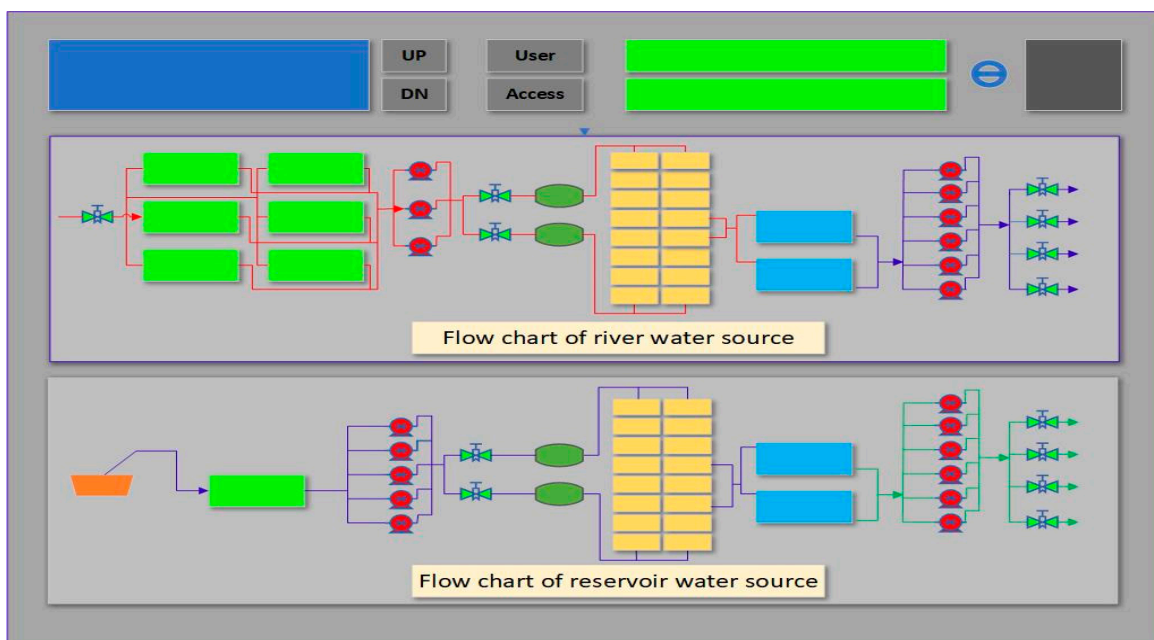 UP
User
DN
Access
Flow chart of river water source
Flow chart of reservoir water source